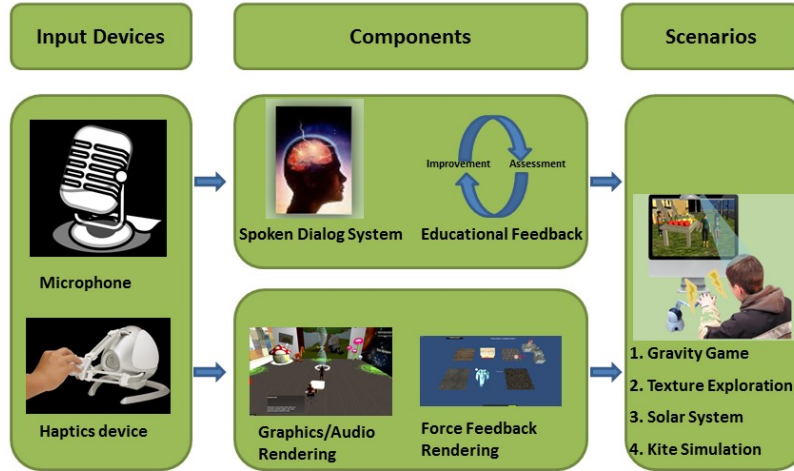 Input Devices
Components
Scenarios
Microphone
Haptics device
Spoken Dialog System
Improvement
Assessment
Educational Feedback
Graphics/Audio
Rendering
Force Feedback
Rendering
1. Gravity Game
2. Texture Exploration
3. Solar System
4. Kite Simulation